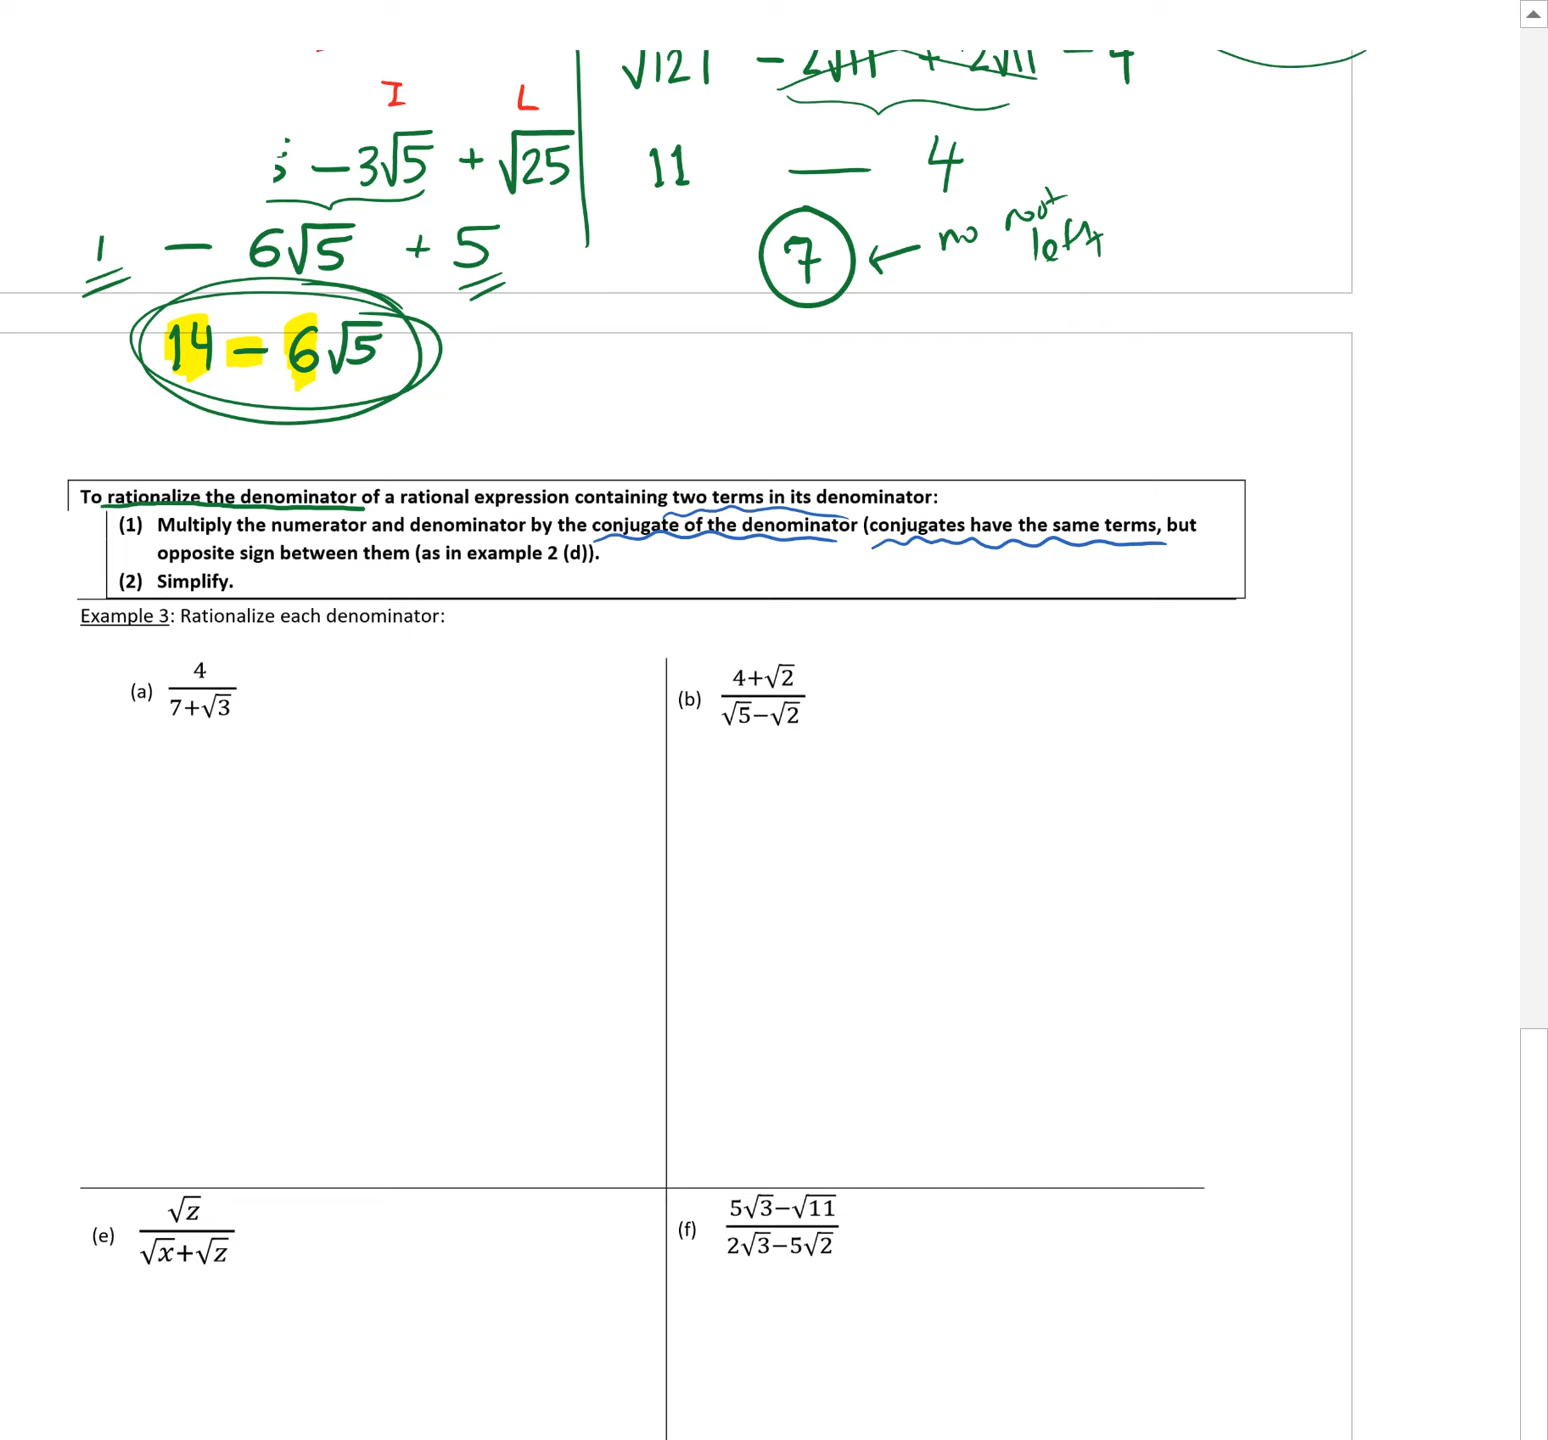 √121 - 2√11 + 2√11 - 4
I L
- 3√5 + √25
11 — 4
1 - 6√5 + 5
7 ← no root left
14 - 6√5
To rationalize the denominator of a rational expression containing two terms in its denominator:
(1) Multiply the numerator and denominator by the conjugate of the denominator (conjugates have the same terms, but
opposite sign between them (as in example 2 (d)).
(2) Simplify.
Example 3: Rationalize each denominator:
(a) 4/(7+√3)
(b) (4+√2)/(√5−√2)
(e) √z/(√x+√z)
(f) (5√3−√11)/(2√3−5√2)